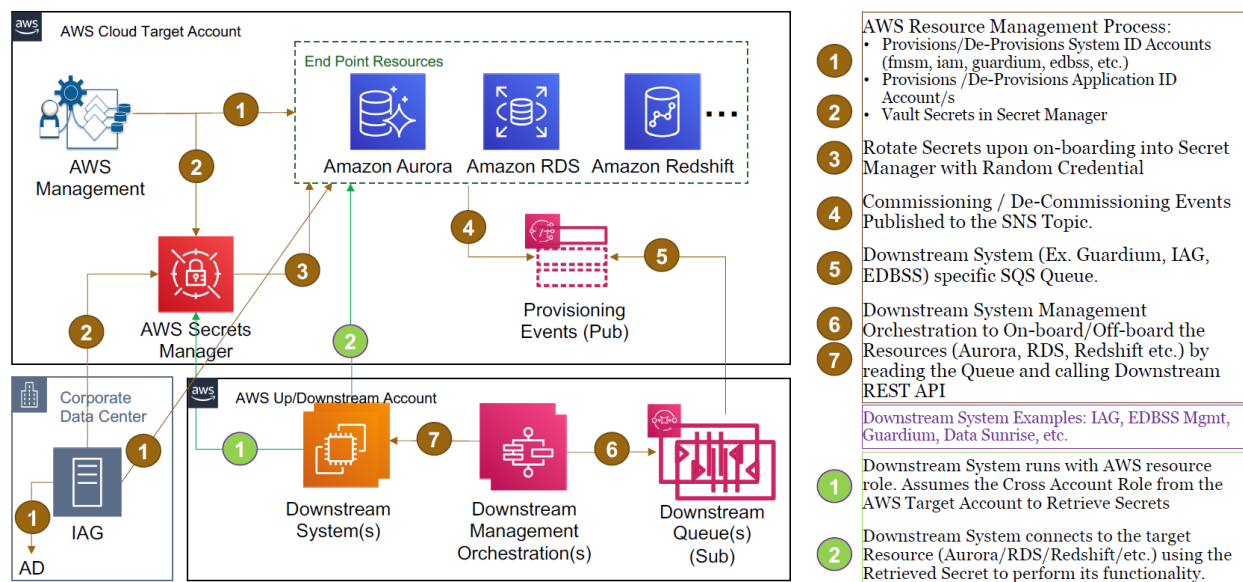 aws
AWS Cloud Target Account
End Point Resources
1
AWS
Management
2
Amazon Aurora
Amazon RDS
Amazon Redshift
...
4
5
3
Provisioning
Events (Pub)
AWS Secrets
Manager
2
2
Corporate
Data Center
1
1
IAG
AD
aws
AWS Up/Downstream Account
1
7
6
Downstream
System(s)
Downstream
Management
Orchestration(s)
Downstream
Queue(s)
(Sub)
AWS Resource Management Process:
1
• Provisions/De-Provisions System ID Accounts
(fmsm, iam, guardium, edbss, etc.)
• Provisions /De-Provisions Application ID
Account/s
2
• Vault Secrets in Secret Manager
3
Rotate Secrets upon on-boarding into Secret
Manager with Random Credential
4
Commissioning / De-Commissioning Events
Published to the SNS Topic.
5
Downstream System (Ex. Guardium, IAG,
EDBSS) specific SQS Queue.
6
Downstream System Management
Orchestration to On-board/Off-board the
7
Resources (Aurora, RDS, Redshift etc.) by
reading the Queue and calling Downstream
REST API
Downstream System Examples: IAG, EDBSS Mgmt,
Guardium, Data Sunrise, etc.
1
Downstream System runs with AWS resource
role. Assumes the Cross Account Role from the
AWS Target Account to Retrieve Secrets
2
Downstream System connects to the target
Resource (Aurora/RDS/Redshift/etc.) using the
Retrieved Secret to perform its functionality.